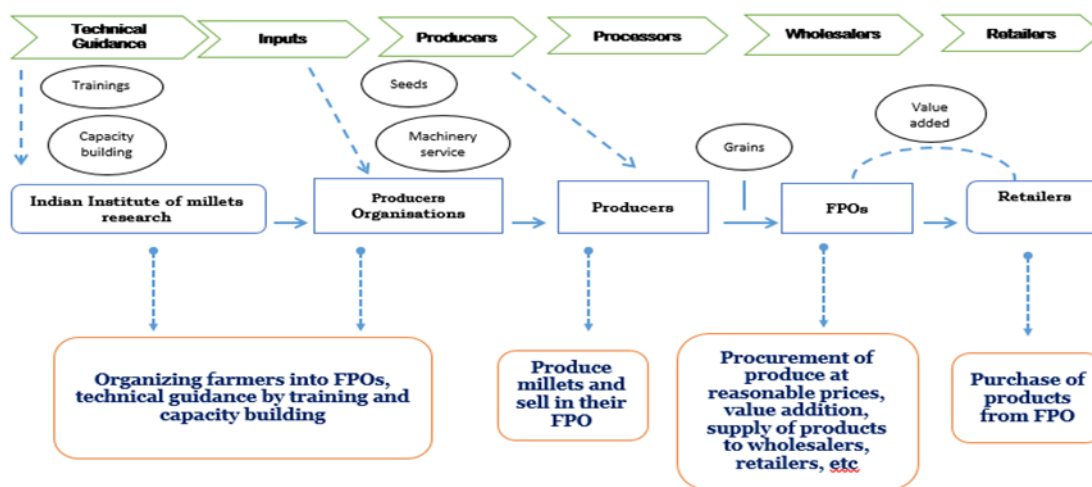 Technical
Guidance
Inputs
Producers
Processors
Wholesalers
Retailers
Trainings
Capacity
building
Seeds
Machinery
service
Grains
Value
added
Indian Institute of millets
research
Producers
Organisations
Producers
FPOs
Retailers
Organizing farmers into FPOs,
technical guidance by training and
capacity building
Produce
millets and
sell in their
FPO
Procurement of
produce at
reasonable prices,
value addition,
supply of products
to wholesalers,
retailers, etc
Purchase of
products
from FPO